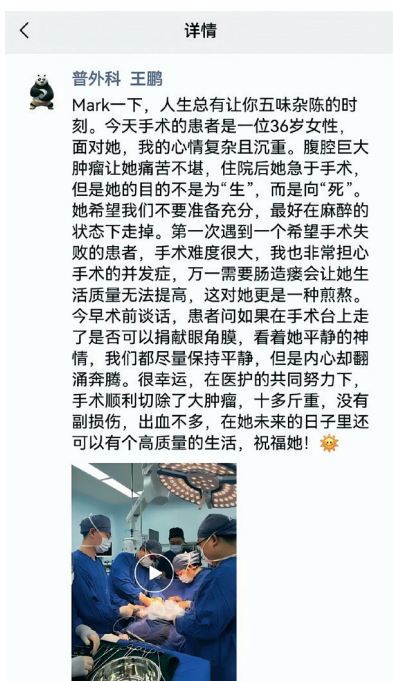 详情
普外科 王鹏
Mark一下，人生总有让你五味杂陈的时
刻。今天手术的患者是一位36岁女性，
面对她，我的心情复杂且沉重。腹腔巨大
肿瘤让她痛苦不堪，住院后她急于手术，
但是她的目的不是为“生”，而是向“死”。
她希望我们不要准备充分，最好在麻醉的
状态下走掉。第一次遇到一个希望手术失
败的患者，手术难度很大，我也非常担心
手术的并发症，万一需要肠造瘘会让她生
活质量无法提高，这对她更是一种煎熬。
今早术前谈话，患者问如果在手术台上走
了是否可以捐献眼角膜，看着她平静的神
情，我们都尽量保持平静，但是内心却翻
涌奔腾。很幸运，在医护的共同努力下，
手术顺利切除了大肿瘤，十多斤重，没有
副损伤，出血不多，在她未来的日子里还
可以有个高质量的生活，祝福她！